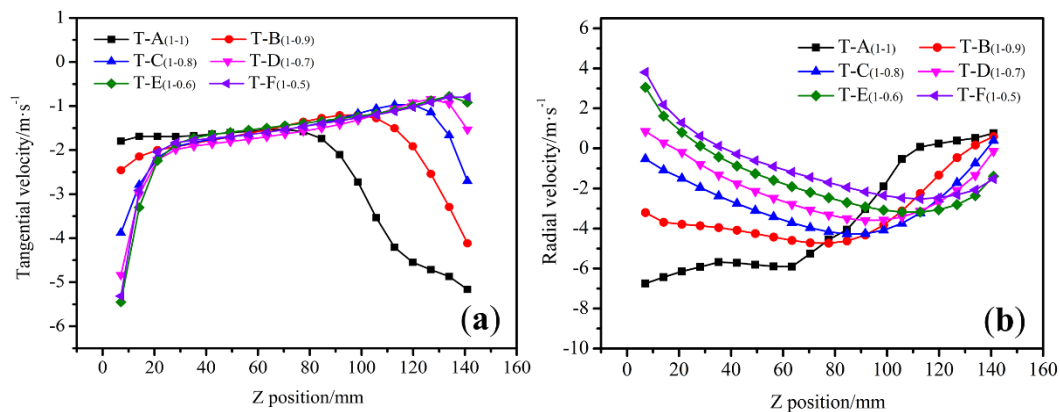 1
0
-1
-2
-3
-4
-5
-6
Tangential velocity/m·s⁻¹
T-A(1-1) T-B(1-0.9)
T-C(1-0.8) T-D(1-0.7)
T-E(1-0.6) T-F(1-0.5)
(a)
0 20 40 60 80 100 120 140 160
Z position/mm
10
8
6
4
2
0
-2
-4
-6
-8
-10
Radial velocity/m·s⁻¹
T-A(1-1) T-B(1-0.9)
T-C(1-0.8) T-D(1-0.7)
T-E(1-0.6) T-F(1-0.5)
(b)
0 20 40 60 80 100 120 140 160
Z position/mm